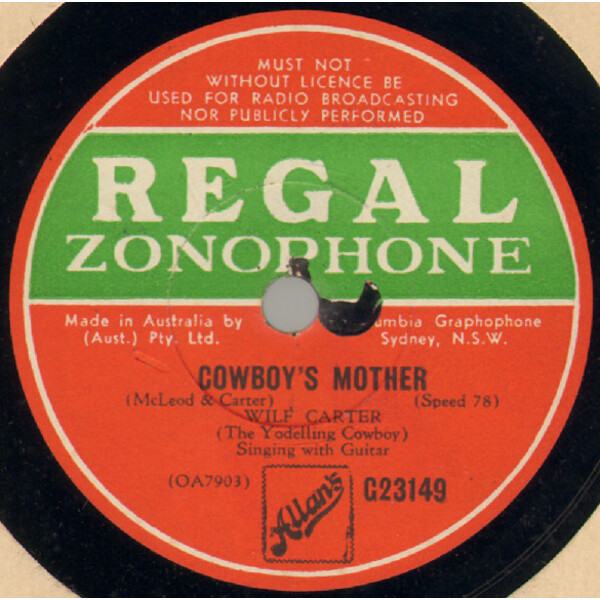 MUST NOT
WITHOUT LICENCE BE
USED FOR RADIO BROADCASTING
NOR PUBLICLY PERFORMED
REGAL
ZONOPHONE
Made in Australia by umbia Graphophone
(Aust.) Pty. Ltd. Sydney, N.S.W.
COWBOY'S MOTHER
(McLeod & Carter) (Speed 78)
WILF CARTER
(The Yodelling Cowboy)
Singing with Guitar
(OA7903)
Allan's
G23149